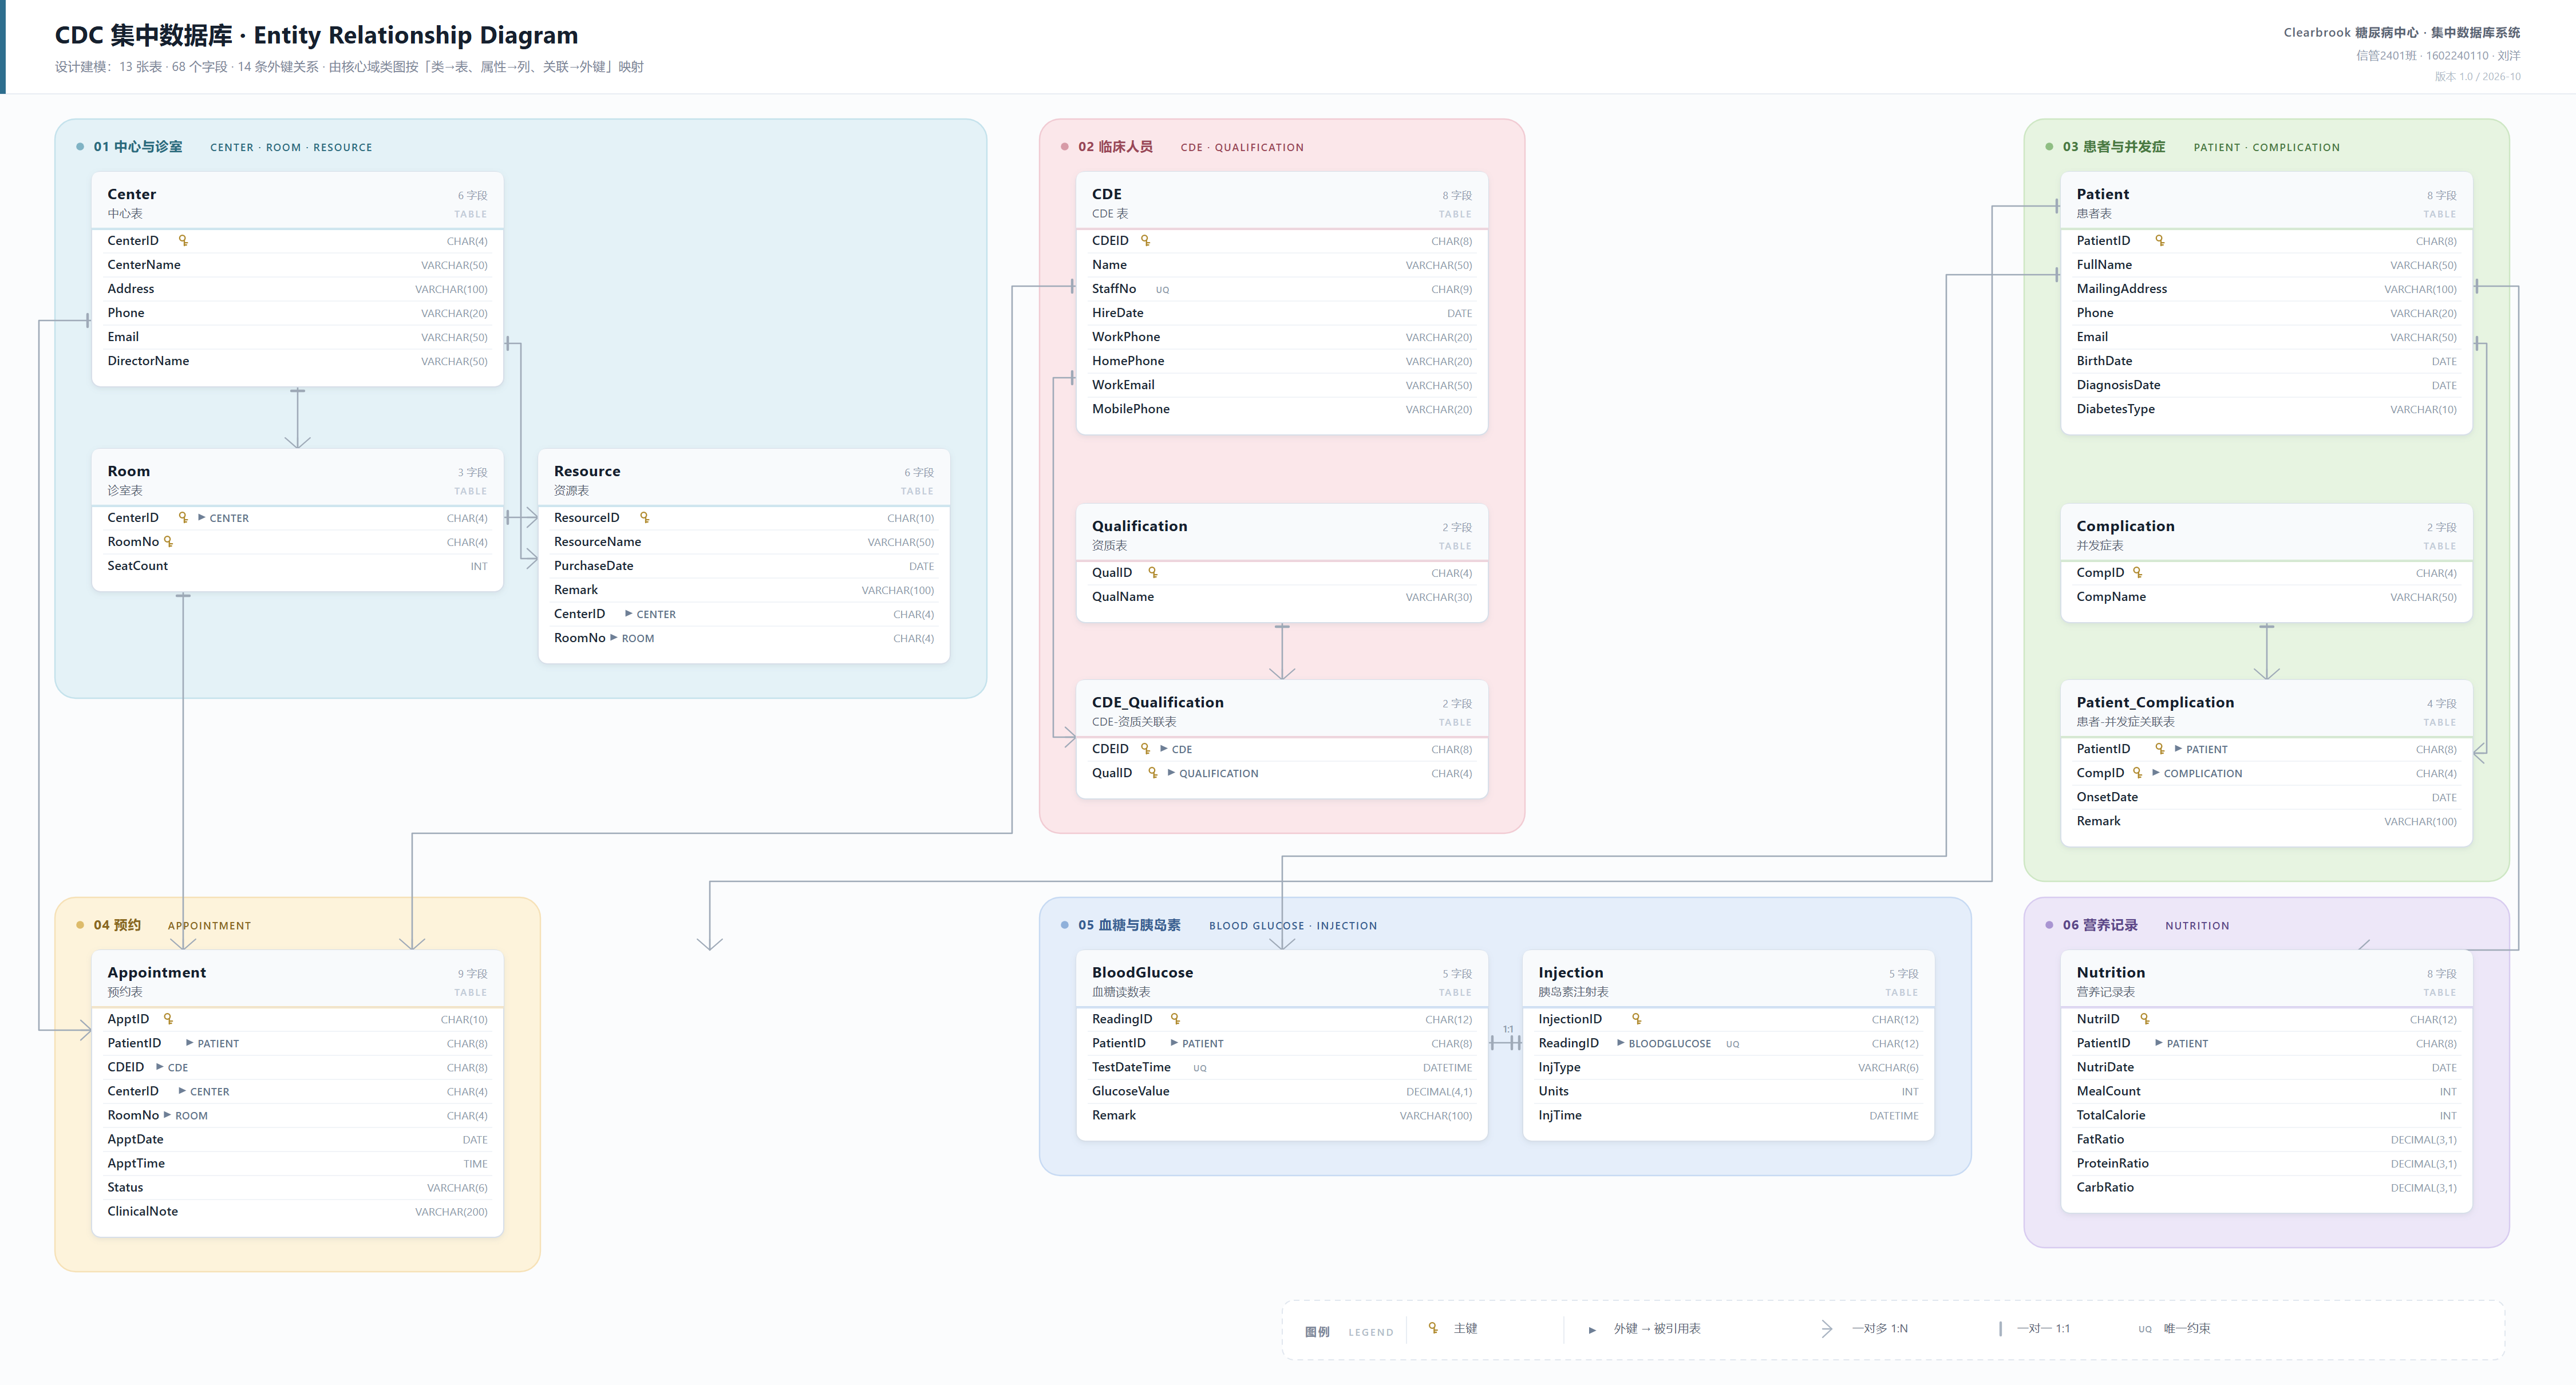 CDC 集中数据库 · Entity Relationship Diagram
设计建模：13 张表 · 68 个字段 · 14 条外键关系 · 由核心域类图按「类→表、属性→列、关联→外键」映射
Clearbrook 糖尿病中心 · 集中数据库系统
信管2401班 · 1602240110 · 刘洋
版本 1.0 / 2026-10
01 中心与诊室 CENTER · ROOM · RESOURCE
Center 6 字段
中心表 TABLE
CenterID CHAR(4)
CenterName VARCHAR(50)
Address VARCHAR(100)
Phone VARCHAR(20)
Email VARCHAR(50)
DirectorName VARCHAR(50)
Room 3 字段
诊室表 TABLE
CenterID ▶ CENTER CHAR(4)
RoomNo CHAR(4)
SeatCount INT
Resource 6 字段
资源表 TABLE
ResourceID CHAR(10)
ResourceName VARCHAR(50)
PurchaseDate DATE
Remark VARCHAR(100)
CenterID ▶ CENTER CHAR(4)
RoomNo ▶ ROOM CHAR(4)
02 临床人员 CDE · QUALIFICATION
CDE 8 字段
CDE 表 TABLE
CDEID CHAR(8)
Name VARCHAR(50)
StaffNo UQ CHAR(9)
HireDate DATE
WorkPhone VARCHAR(20)
HomePhone VARCHAR(20)
WorkEmail VARCHAR(50)
MobilePhone VARCHAR(20)
Qualification 2 字段
资质表 TABLE
QualID CHAR(4)
QualName VARCHAR(30)
CDE_Qualification 2 字段
CDE-资质关联表 TABLE
CDEID ▶ CDE CHAR(8)
QualID ▶ QUALIFICATION CHAR(4)
03 患者与并发症 PATIENT · COMPLICATION
Patient 8 字段
患者表 TABLE
PatientID CHAR(8)
FullName VARCHAR(50)
MailingAddress VARCHAR(100)
Phone VARCHAR(20)
Email VARCHAR(50)
BirthDate DATE
DiagnosisDate DATE
DiabetesType VARCHAR(10)
Complication 2 字段
并发症表 TABLE
CompID CHAR(4)
CompName VARCHAR(50)
Patient_Complication 4 字段
患者-并发症关联表 TABLE
PatientID ▶ PATIENT CHAR(8)
CompID ▶ COMPLICATION CHAR(4)
OnsetDate DATE
Remark VARCHAR(100)
04 预约 APPOINTMENT
Appointment 9 字段
预约表 TABLE
ApptID CHAR(10)
PatientID ▶ PATIENT CHAR(8)
CDEID ▶ CDE CHAR(8)
CenterID ▶ CENTER CHAR(4)
RoomNo ▶ ROOM CHAR(4)
ApptDate DATE
ApptTime TIME
Status VARCHAR(6)
ClinicalNote VARCHAR(200)
05 血糖与胰岛素 BLOOD GLUCOSE · INJECTION
BloodGlucose 5 字段
血糖读数表 TABLE
ReadingID CHAR(12)
PatientID ▶ PATIENT CHAR(8)
TestDateTime UQ DATETIME
GlucoseValue DECIMAL(4,1)
Remark VARCHAR(100)
1:1
Injection 5 字段
胰岛素注射表 TABLE
InjectionID CHAR(12)
ReadingID ▶ BLOODGLUCOSE UQ CHAR(12)
InjType VARCHAR(6)
Units INT
InjTime DATETIME
06 营养记录 NUTRITION
Nutrition 8 字段
营养记录表 TABLE
NutriID CHAR(12)
PatientID ▶ PATIENT CHAR(8)
NutriDate DATE
MealCount INT
TotalCalorie INT
FatRatio DECIMAL(3,1)
ProteinRatio DECIMAL(3,1)
CarbRatio DECIMAL(3,1)
图例 LEGEND 主键 ▶ 外键 → 被引用表 一对多 1:N 一对一 1:1 UQ 唯一约束